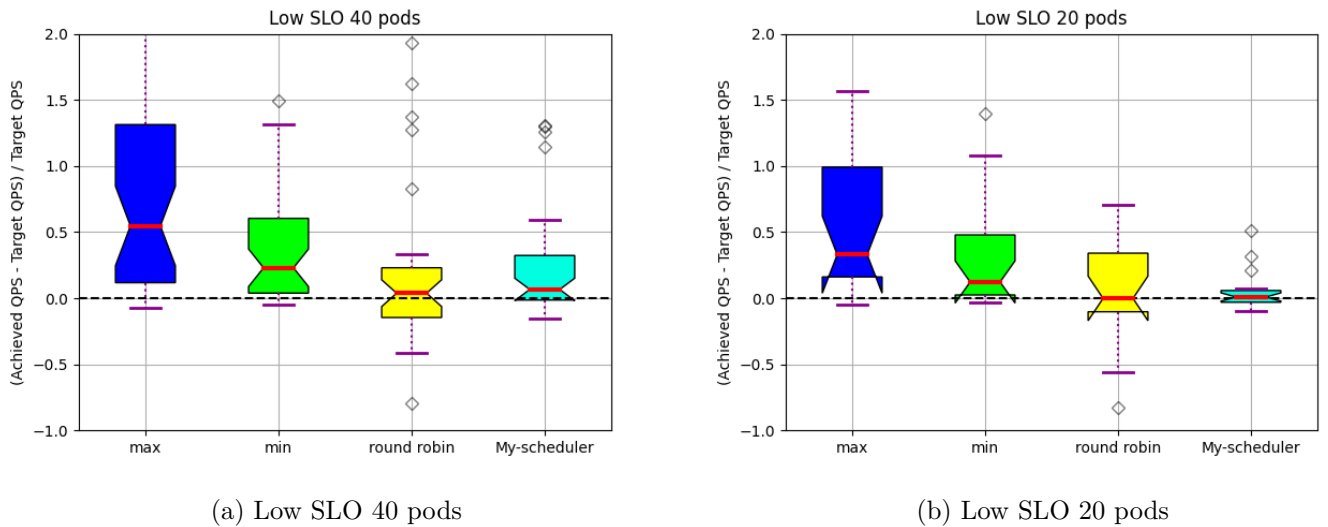 Low SLO 40 pods
(Achieved QPS - Target QPS) / Target QPS
2.0
1.5
1.0
0.5
0.0
−0.5
−1.0
max
min
round robin
My-scheduler
(a) Low SLO 40 pods
Low SLO 20 pods
(Achieved QPS - Target QPS) / Target QPS
2.0
1.5
1.0
0.5
0.0
−0.5
−1.0
max
min
round robin
My-scheduler
(b) Low SLO 20 pods